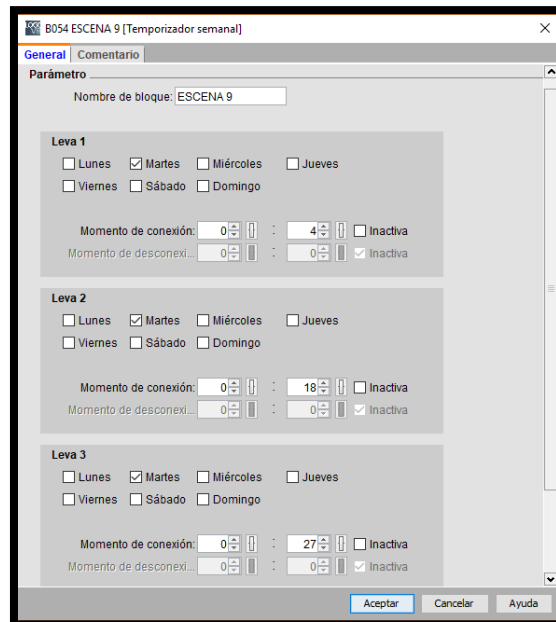 B054 ESCENA 9 [Temporizador semanal]
General Comentario
Parámetro
Nombre de bloque: ESCENA 9
Leva 1
Lunes Martes Miércoles Jueves
Viernes Sábado Domingo
Momento de conexión: 0 : 4 Inactiva
Momento de desconexi... 0 : 0 Inactiva
Leva 2
Lunes Martes Miércoles Jueves
Viernes Sábado Domingo
Momento de conexión: 0 : 18 Inactiva
Momento de desconexi... 0 : 0 Inactiva
Leva 3
Lunes Martes Miércoles Jueves
Viernes Sábado Domingo
Momento de conexión: 0 : 27 Inactiva
Momento de desconexi... 0 : 0 Inactiva
Aceptar Cancelar Ayuda